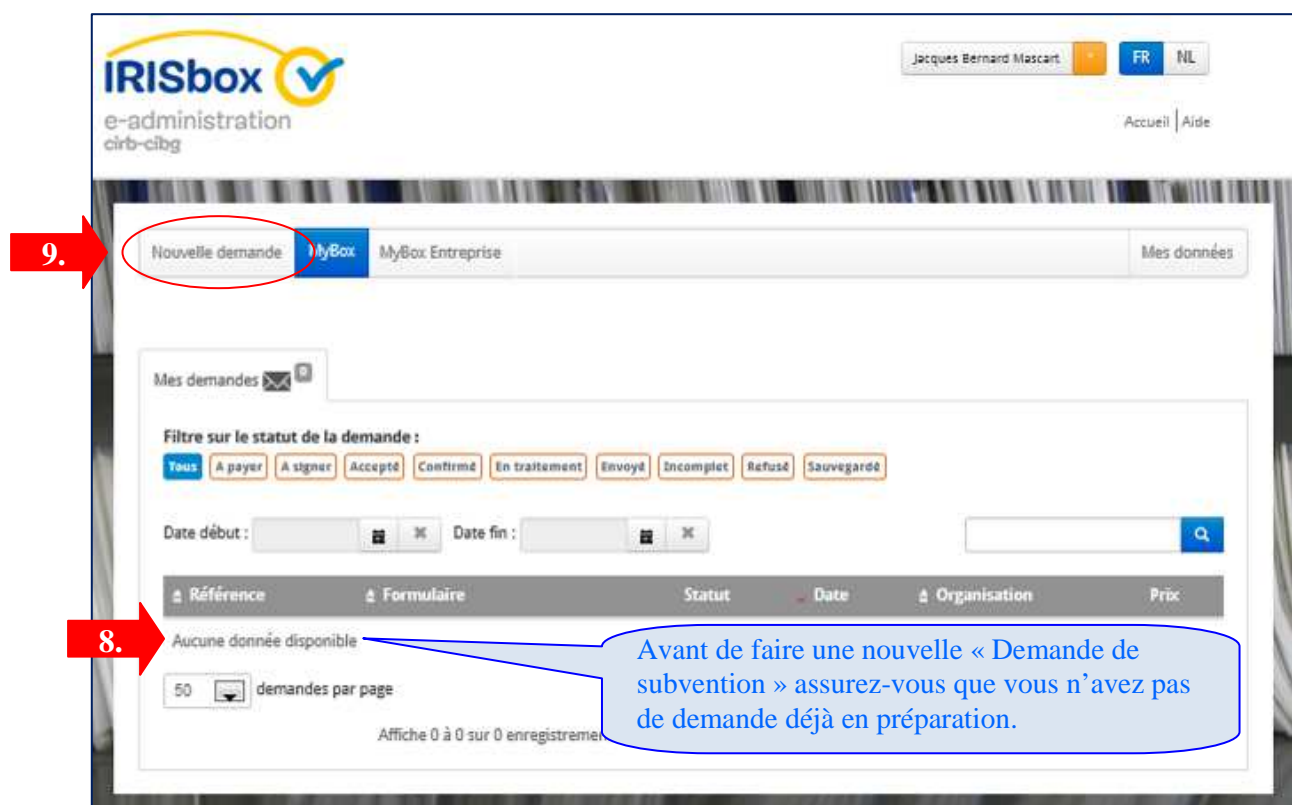 IRISbox
e-administration
cirb-cibg
Jacques Bernard Mascart
FR NL
Accueil | Aide
9.
Nouvelle demande MyBox MyBox Entreprise Mes données
Mes demandes 0
Filtre sur le statut de la demande :
Tous A payer A signer Accepté Confirmé En traitement Envoyé Incomplet Refusé Sauvegardé
Date début : Date fin :
Référence Formulaire Statut Date Organisation Prix
8.
Aucune donnée disponible
Avant de faire une nouvelle « Demande de
subvention » assurez-vous que vous n’avez pas
de demande déjà en préparation.
50 demandes par page
Affiche 0 à 0 sur 0 enregistremen